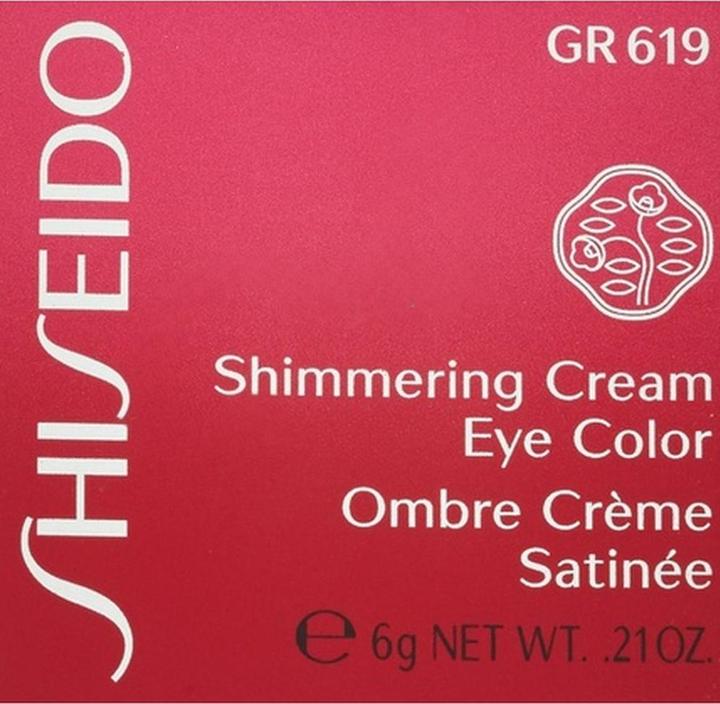 SHISEIDO
GR 619
Shimmering Cream
Eye Color
Ombre Crème
Satinée
℮ 6g NET WT. .21OZ.